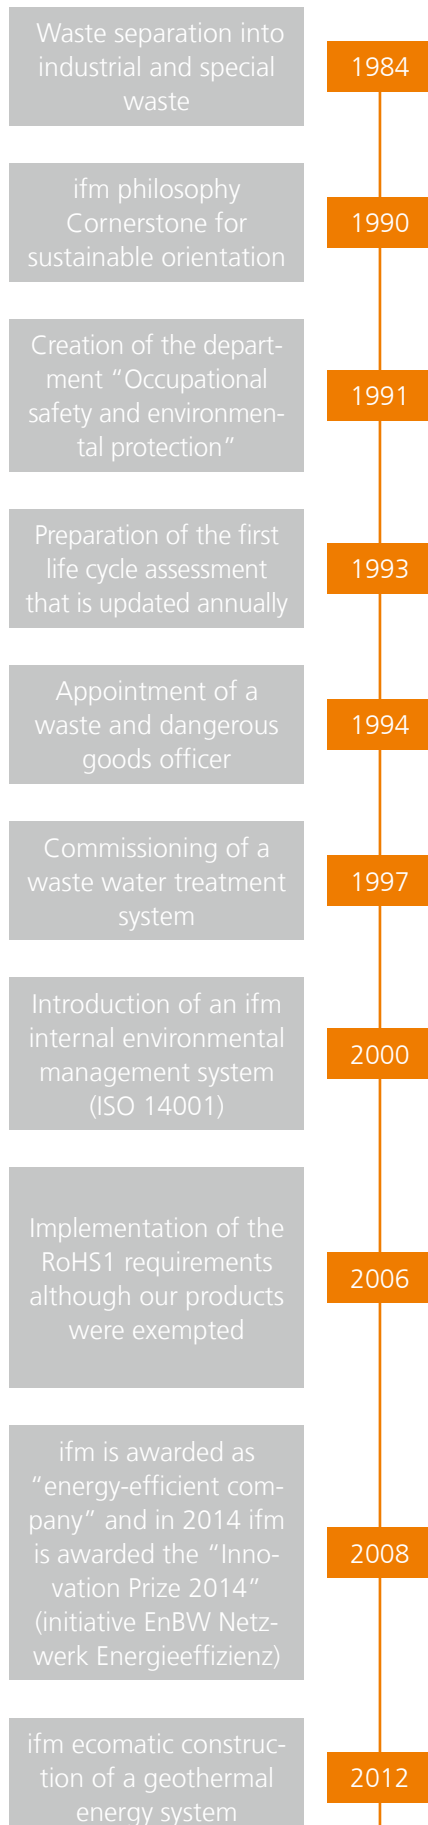 Waste separation into
industrial and special
waste
1984
ifm philosophy
Cornerstone for
sustainable orientation
1990
Creation of the depart-
ment “Occupational
safety and environmen-
tal protection”
1991
Preparation of the first
life cycle assessment
that is updated annually
1993
Appointment of a
waste and dangerous
goods officer
1994
Commissioning of a
waste water treatment
system
1997
Introduction of an ifm
internal environmental
management system
(ISO 14001)
2000
Implementation of the
RoHS1 requirements
although our products
were exempted
2006
ifm is awarded as
“energy-efficient com-
pany” and in 2014 ifm
is awarded the “Inno-
vation Prize 2014”
(initiative EnBW Netz-
werk Energieeffizienz)
2008
ifm ecomatic construc-
tion of a geothermal
energy system
2012